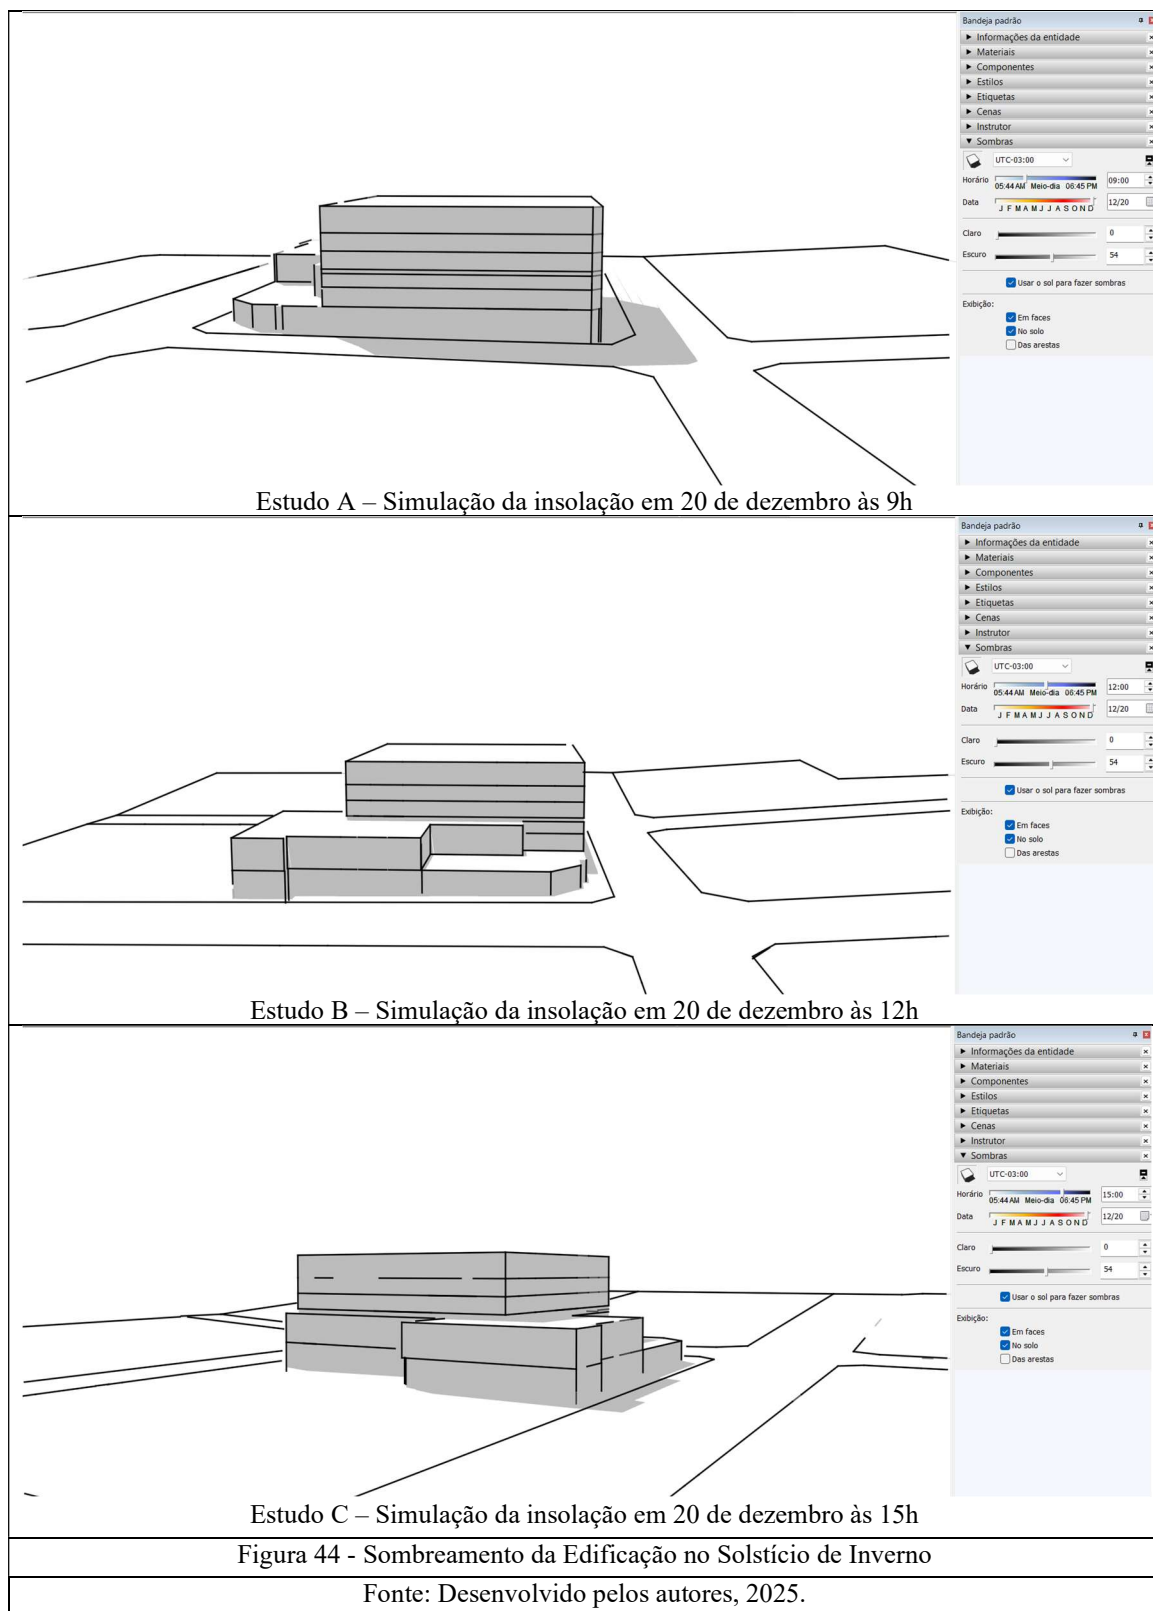 Bandeja padrão
Informações da entidade
Materiais
Componentes
Estilos
Etiquetas
Cenas
Instrutor
Sombras
UTC-03:00
Horário 05:44 AM Meio-dia 06:45 PM 09:00
Data J F M A M J J A S O N D 12/20
Claro 0
Escuro 54
Usar o sol para fazer sombras
Exibição:
Em faces
No solo
Das arestas
Estudo A – Simulação da insolação em 20 de dezembro às 9h
Bandeja padrão
Informações da entidade
Materiais
Componentes
Estilos
Etiquetas
Cenas
Instrutor
Sombras
UTC-03:00
Horário 05:44 AM Meio-dia 06:45 PM 12:00
Data J F M A M J J A S O N D 12/20
Claro 0
Escuro 54
Usar o sol para fazer sombras
Exibição:
Em faces
No solo
Das arestas
Estudo B – Simulação da insolação em 20 de dezembro às 12h
Bandeja padrão
Informações da entidade
Materiais
Componentes
Estilos
Etiquetas
Cenas
Instrutor
Sombras
UTC-03:00
Horário 05:44 AM Meio-dia 06:45 PM 15:00
Data J F M A M J J A S O N D 12/20
Claro 0
Escuro 54
Usar o sol para fazer sombras
Exibição:
Em faces
No solo
Das arestas
Estudo C – Simulação da insolação em 20 de dezembro às 15h
Figura 44 - Sombreamento da Edificação no Solstício de Inverno
Fonte: Desenvolvido pelos autores, 2025.